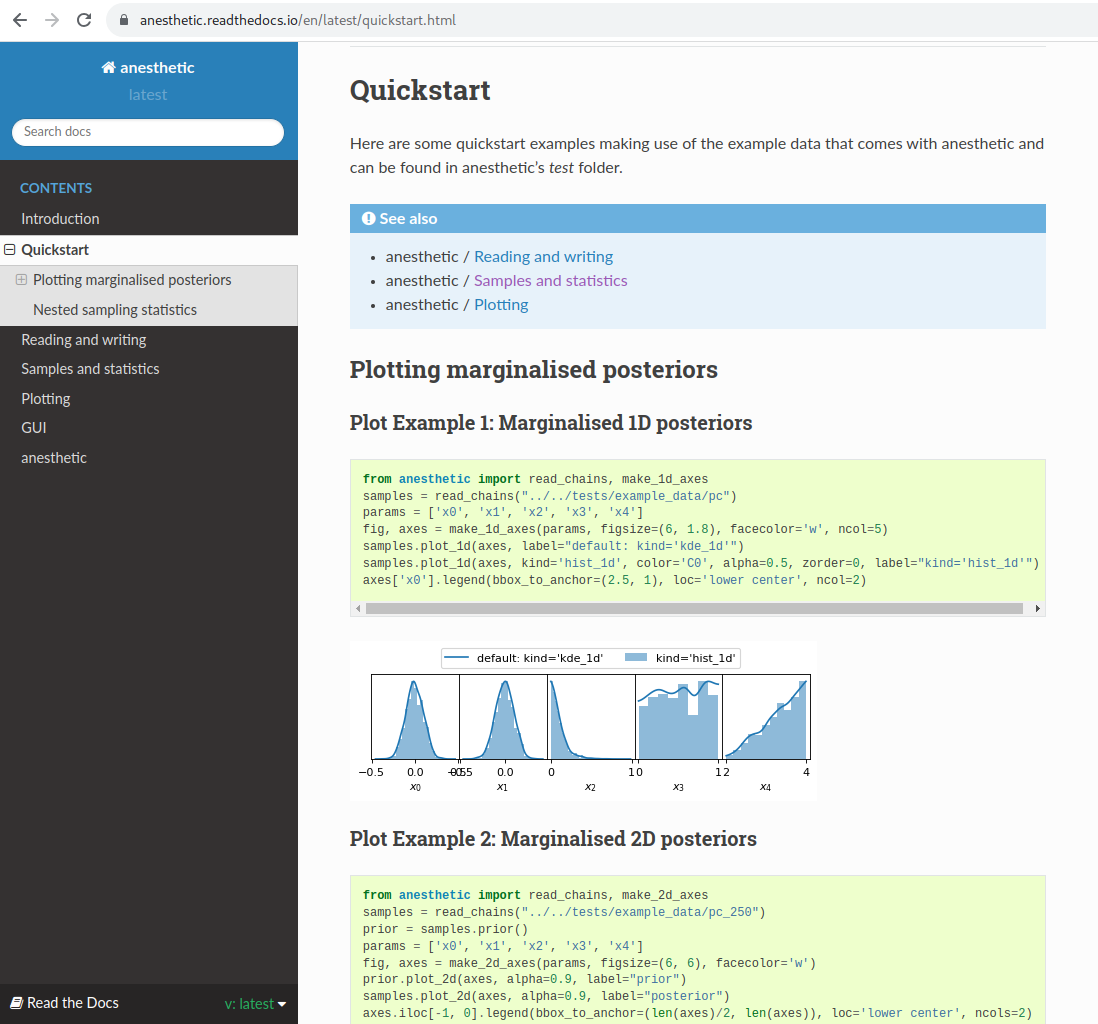 anesthetic.readthedocs.io/en/latest/quickstart.html
anesthetic
latest
Search docs
CONTENTS
Introduction
Quickstart
Plotting marginalised posteriors
Nested sampling statistics
Reading and writing
Samples and statistics
Plotting
GUI
anesthetic
Read the Docs
v: latest
Quickstart
Here are some quickstart examples making use of the example data that comes with anesthetic and
can be found in anesthetic’s test folder.
See also
• anesthetic / Reading and writing
• anesthetic / Samples and statistics
• anesthetic / Plotting
Plotting marginalised posteriors
Plot Example 1: Marginalised 1D posteriors
from anesthetic import read_chains, make_1d_axes
samples = read_chains("../../tests/example_data/pc")
params = ['x0', 'x1', 'x2', 'x3', 'x4']
fig, axes = make_1d_axes(params, figsize=(6, 1.8), facecolor='w', ncol=5)
samples.plot_1d(axes, label="default: kind='kde_1d'")
samples.plot_1d(axes, kind='hist_1d', color='C0', alpha=0.5, zorder=0, label="kind='hist_1d'")
axes['x0'].legend(bbox_to_anchor=(2.5, 1), loc='lower center', ncol=2)
default: kind='kde_1d' kind='hist_1d'
−0.5 0.0 0.0 0 1 0 1 2 4
x0 x1 x2 x3 x4
Plot Example 2: Marginalised 2D posteriors
from anesthetic import read_chains, make_2d_axes
samples = read_chains("../../tests/example_data/pc_250")
prior = samples.prior()
params = ['x0', 'x1', 'x2', 'x3', 'x4']
fig, axes = make_2d_axes(params, figsize=(6, 6), facecolor='w')
prior.plot_2d(axes, alpha=0.9, label="prior")
samples.plot_2d(axes, alpha=0.9, label="posterior")
axes.iloc[-1, 0].legend(bbox_to_anchor=(len(axes)/2, len(axes)), loc='lower center', ncols=2)